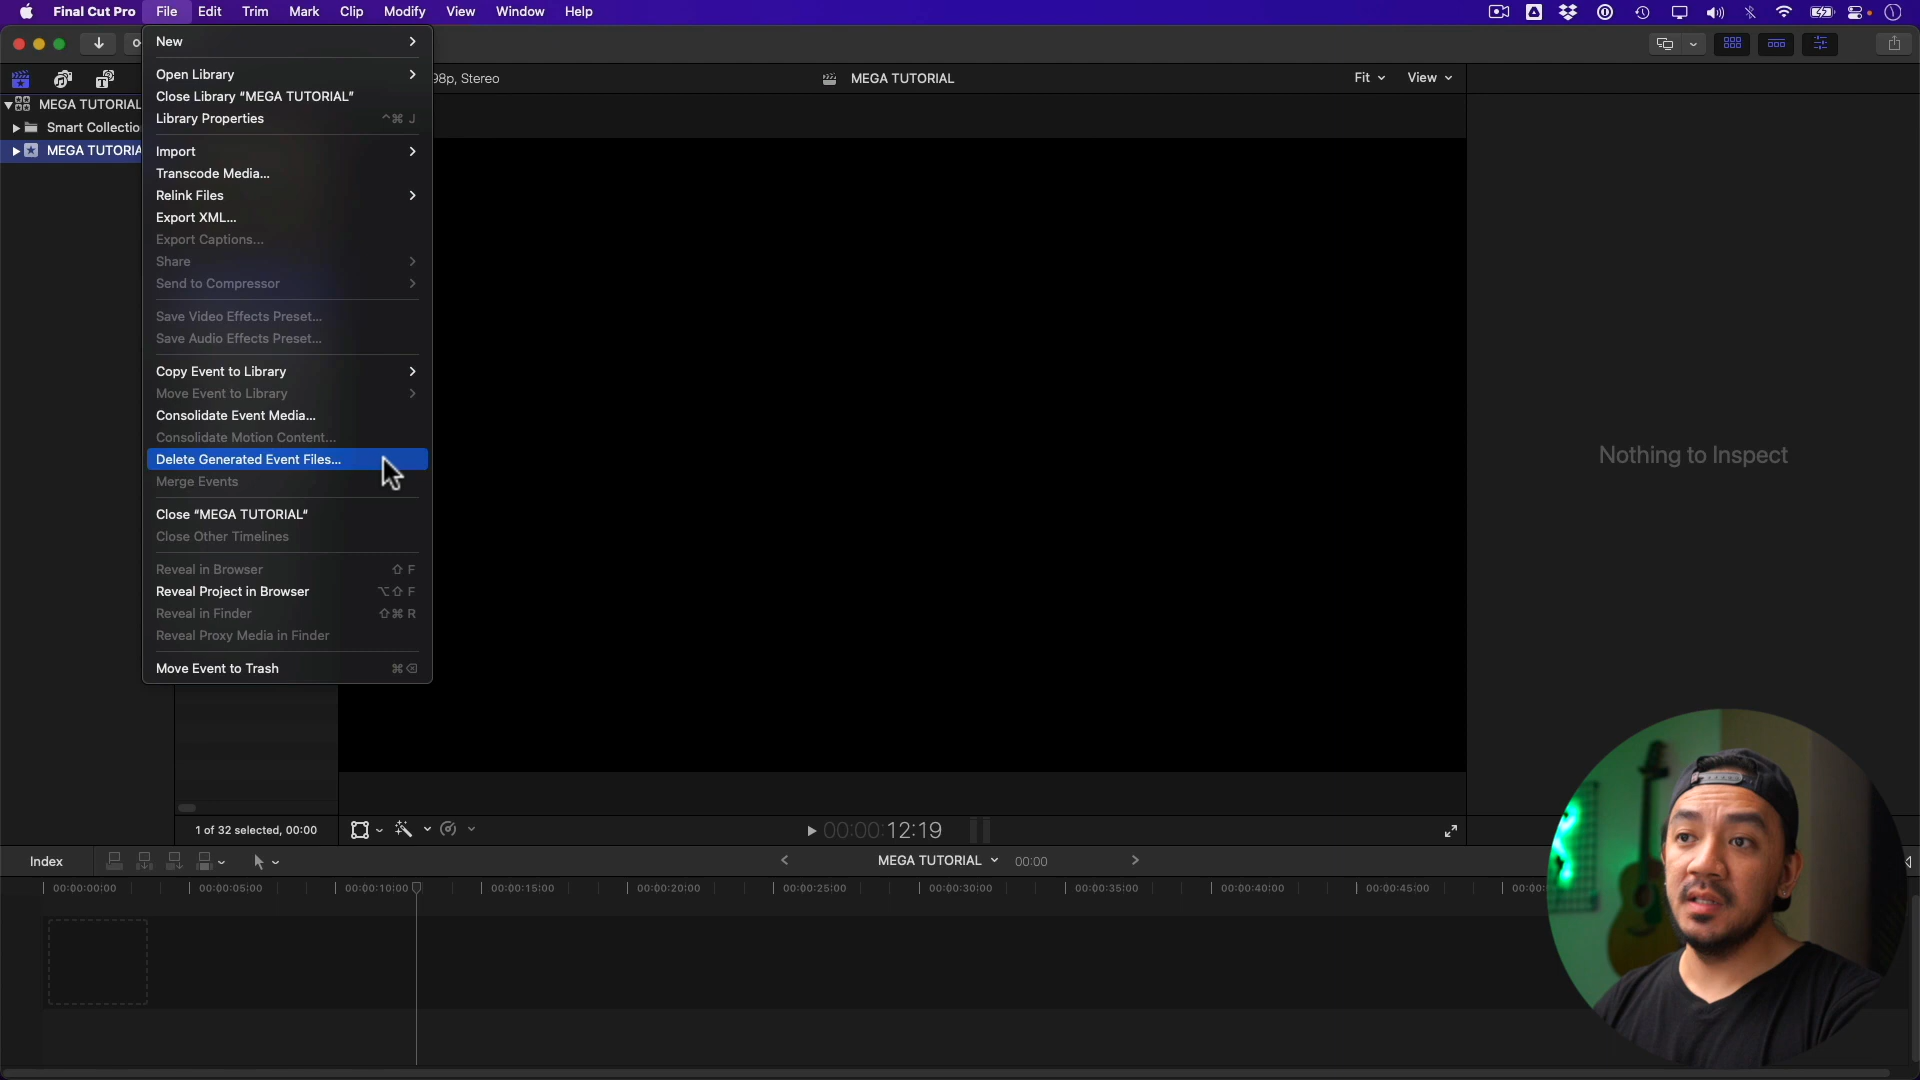 Final Cut Pro File Edit Trim Mark Clip Modify View Window Help
New
Open Library
Close Library “MEGA TUTORIAL”
Library Properties ⌃⌘ J
Import
Transcode Media...
Relink Files
Export XML...
Export Captions...
Share
Send to Compressor
Save Video Effects Preset...
Save Audio Effects Preset...
Copy Event to Library
Move Event to Library
Consolidate Event Media...
Consolidate Motion Content...
Delete Generated Event Files...
Merge Events
Close “MEGA TUTORIAL”
Close Other Timelines
Reveal in Browser ⇧ F
Reveal Project in Browser ⌥⇧ F
Reveal in Finder ⇧⌘ R
Reveal Proxy Media in Finder
Move Event to Trash ⌘⌫
MEGA TUTORIAL
Smart Collectio
MEGA TUTORIA
98p, Stereo
MEGA TUTORIAL
Fit View
Nothing to Inspect
1 of 32 selected, 00:00
00:00:12:19
Index
MEGA TUTORIAL 00:00
00:00:00:00 00:00:05:00 00:00:10:00 00:00:15:00 00:00:20:00 00:00:25:00 00:00:30:00 00:00:35:00 00:00:40:00 00:00:45:00 00:00: